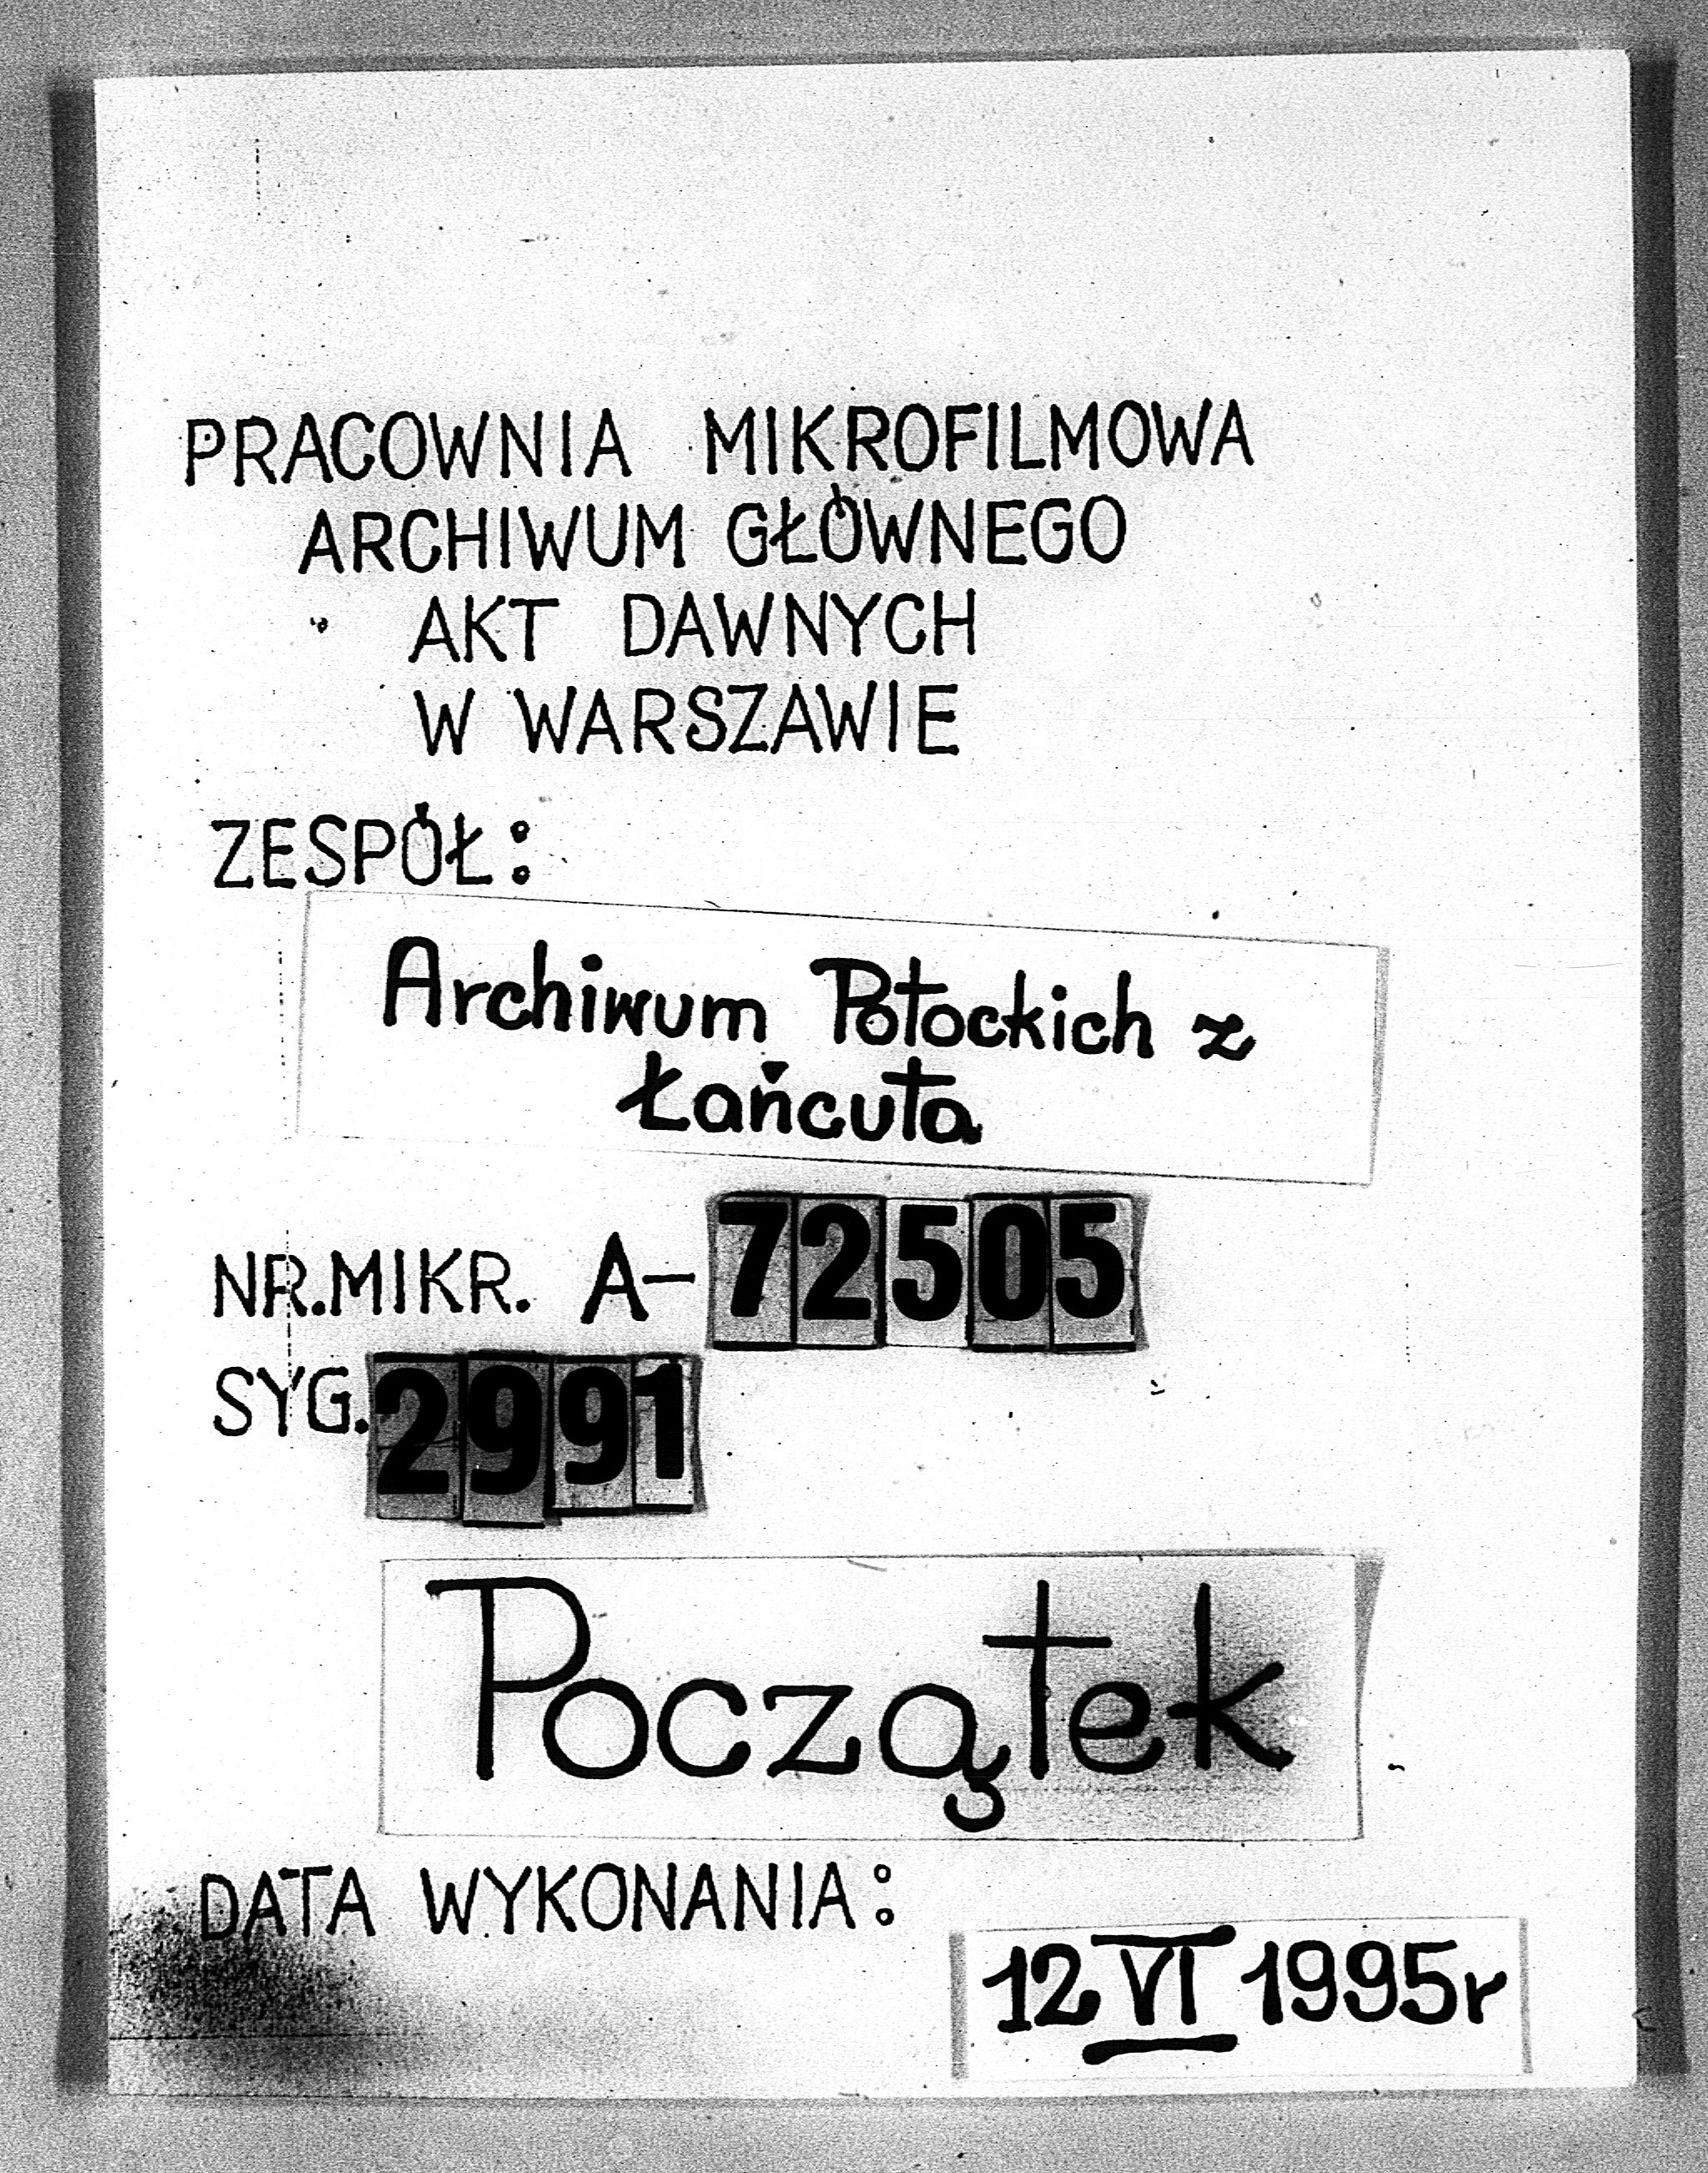 PRACOWNIA MIKROFILMOWA
ARCHIWUM GŁÓWNEGO
AKT DAWNYCH
W WARSZAWIE
ZESPÓŁ:
Archiwum Potockich z
Łańcuta
NR.MIKR. A-72505
SYG. 2991
Początek
DATA WYKONANIA:
12 VI 1995r